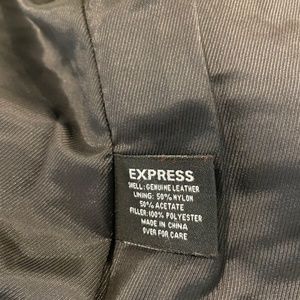 EXPRESS
SHELL: GENUINE LEATHER
LINING: 50% NYLON
50% ACETATE
FILLER: 100% POLYESTER
MADE IN CHINA
OVER FOR CARE